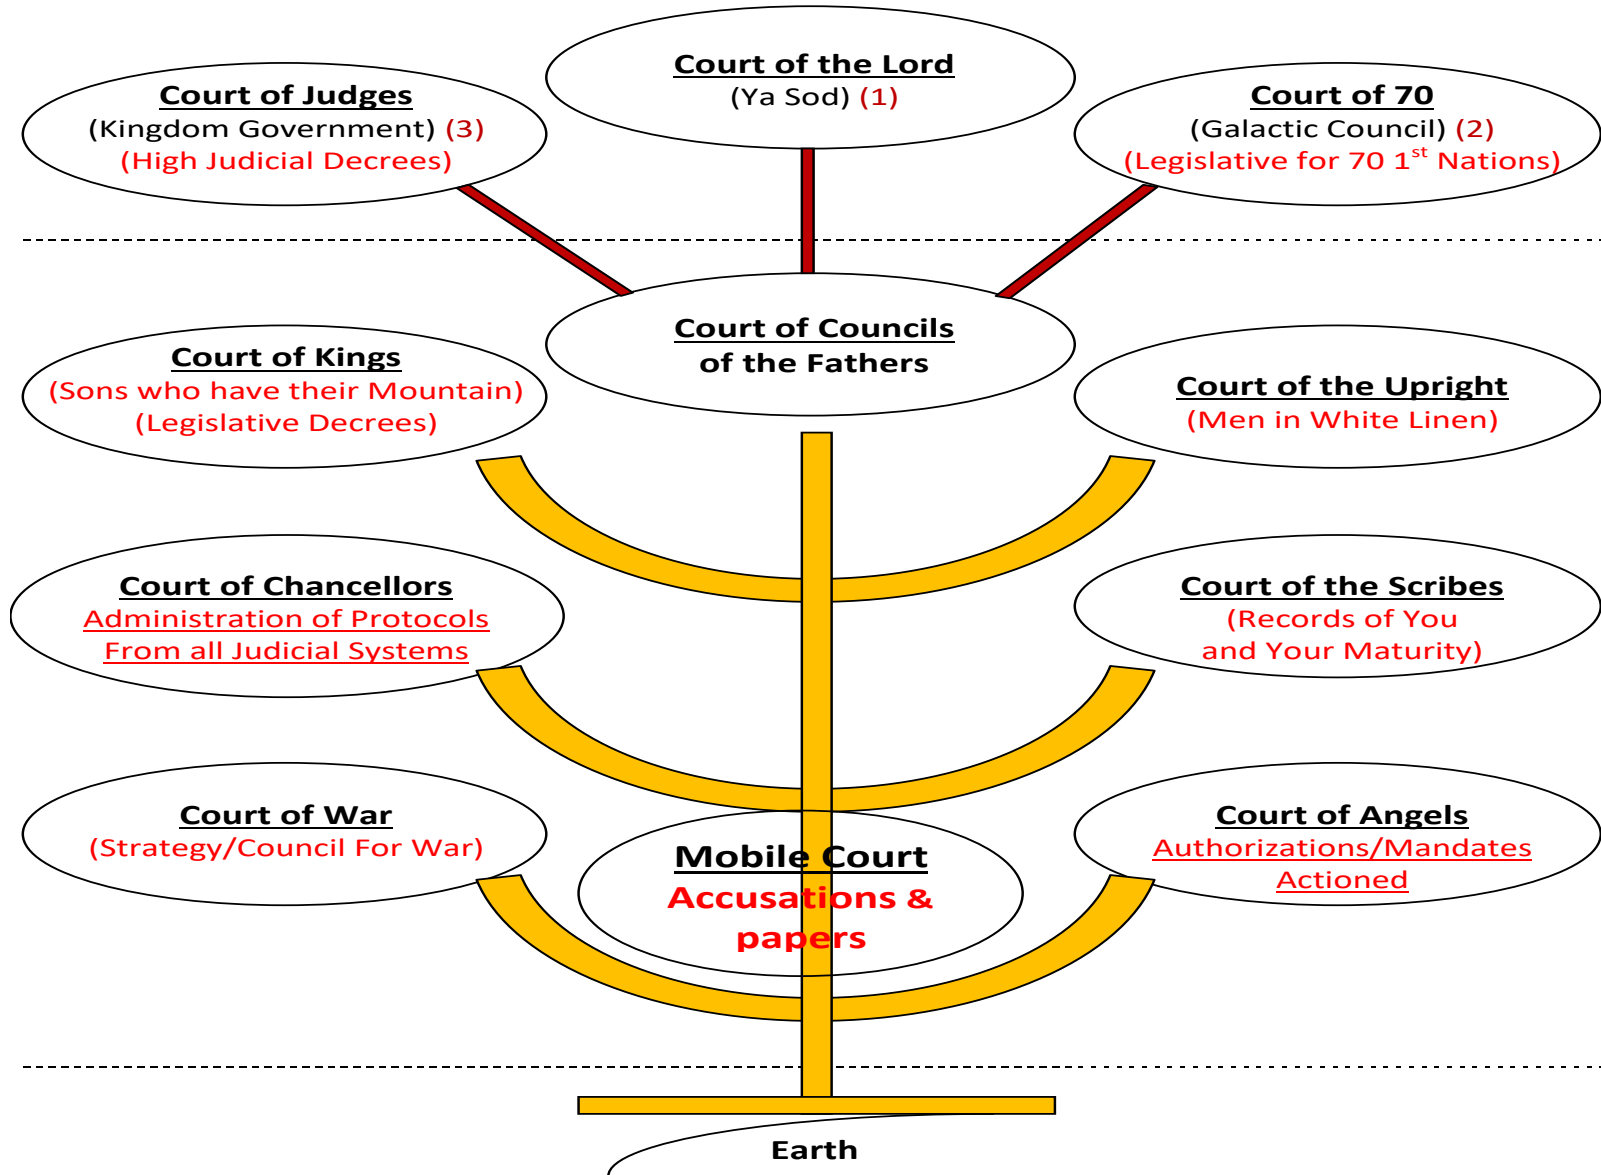 Court of the Lord
(Ya Sod) (1)
Court of Judges
(Kingdom Government) (3)
(High Judicial Decrees)
Court of 70
(Galactic Council) (2)
(Legislative for 70 1st Nations)
Court of Councils
of the Fathers
Court of Kings
(Sons who have their Mountain)
(Legislative Decrees)
Court of the Upright
(Men in White Linen)
Court of Chancellors
Administration of Protocols
From all Judicial Systems
Court of the Scribes
(Records of You
and Your Maturity)
Court of War
(Strategy/Council For War)
Mobile Court
Accusations &
papers
Court of Angels
Authorizations/Mandates
Actioned
Earth